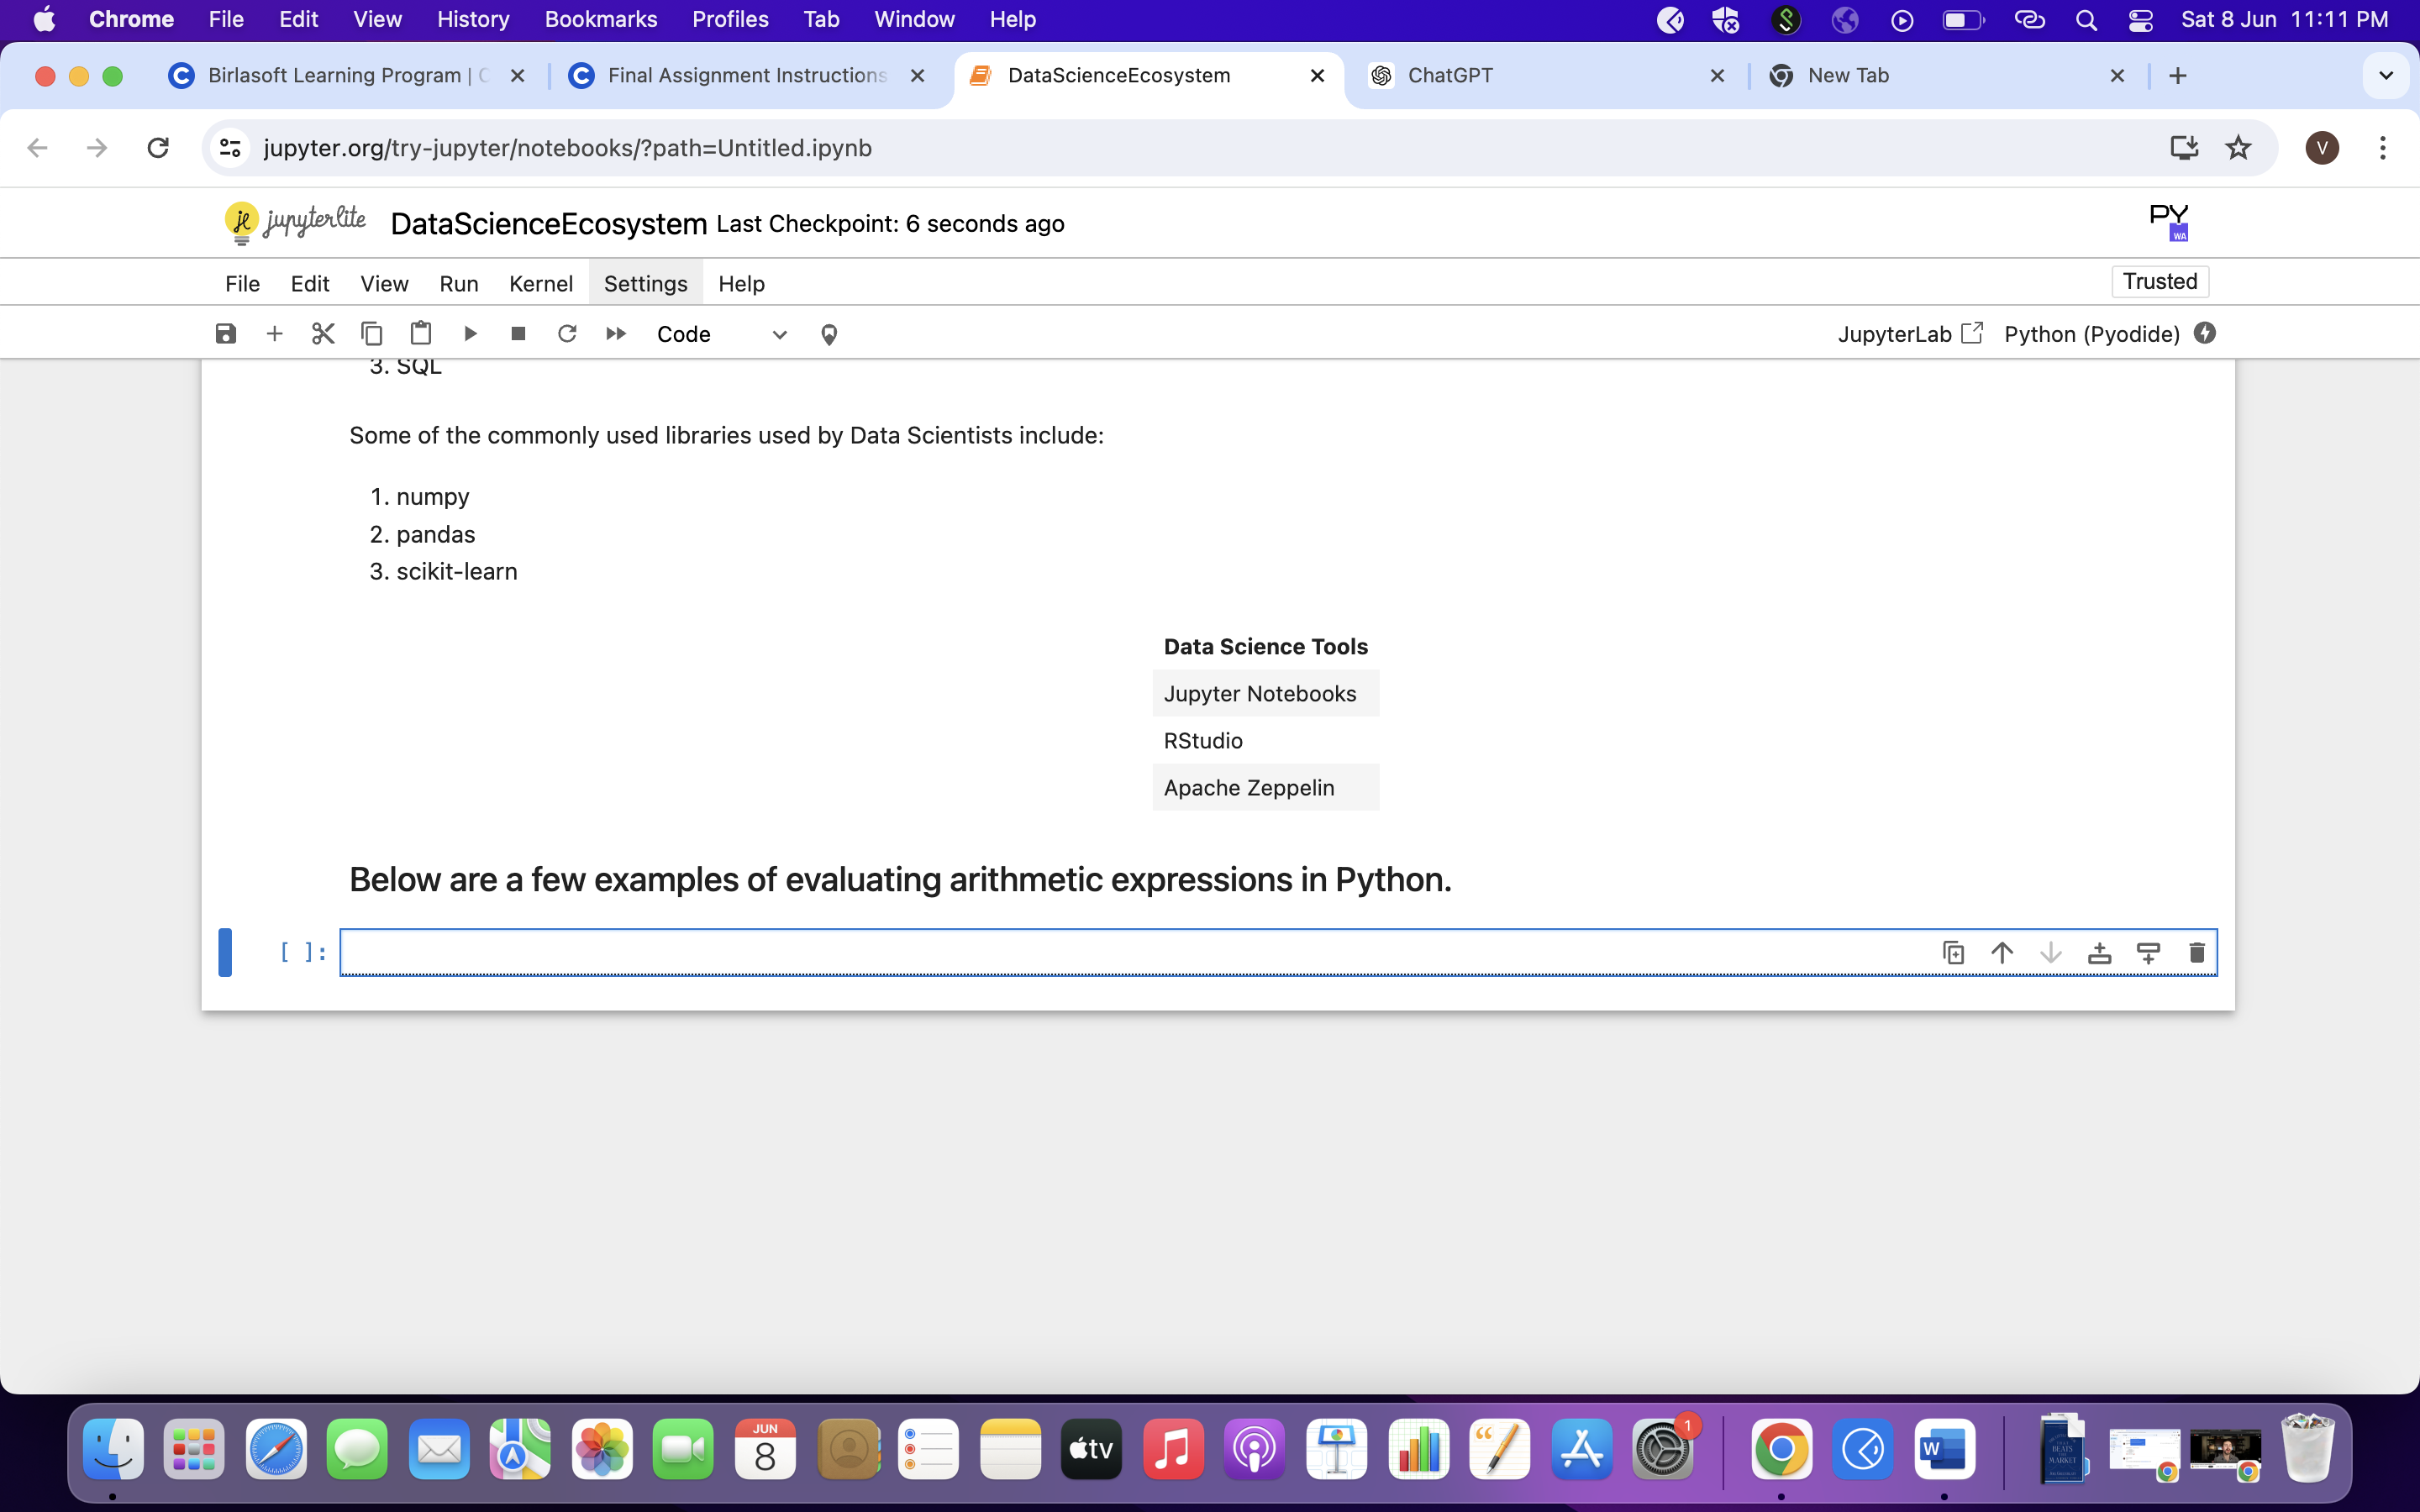 Chrome File Edit View History Bookmarks Profiles Tab Window Help Sat 8 Jun 11:11 PM
Birlasoft Learning Program | C Final Assignment Instructions DataScienceEcosystem ChatGPT New Tab
jupyter.org/try-jupyter/notebooks/?path=Untitled.ipynb V
jl jupyterlite DataScienceEcosystem Last Checkpoint: 6 seconds ago PY WA
File Edit View Run Kernel Settings Help Trusted
Code JupyterLab Python (Pyodide)
3. SQL
Some of the commonly used libraries used by Data Scientists include:
1. numpy
2. pandas
3. scikit-learn
Data Science Tools
Jupyter Notebooks
RStudio
Apache Zeppelin
Below are a few examples of evaluating arithmetic expressions in Python.
[ ]:
JUN
8
tv
1
W
BEATS
MARKET